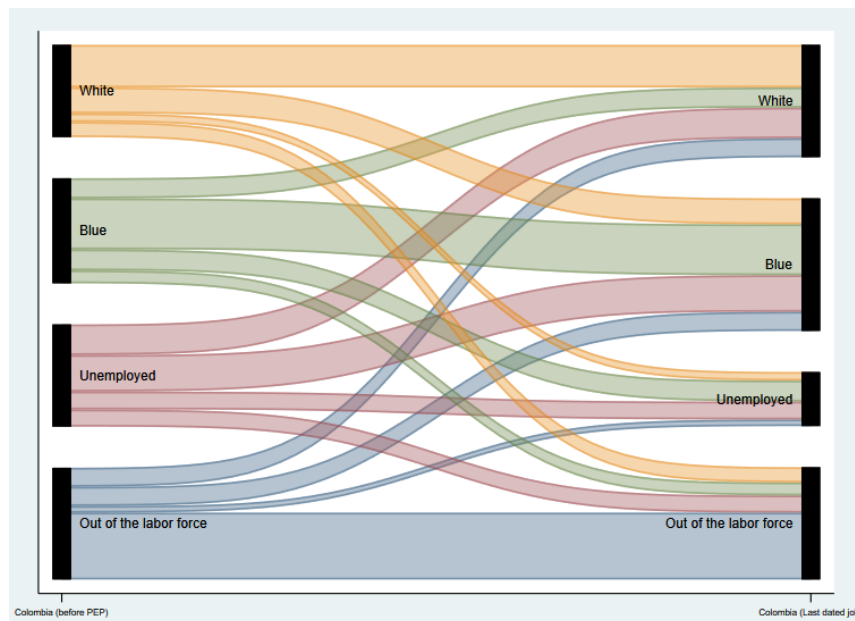 White
White
Blue
Blue
Unemployed
Unemployed
Out of the labor force
Out of the labor force
Colombia (before PEP)
Colombia (Last dated jo